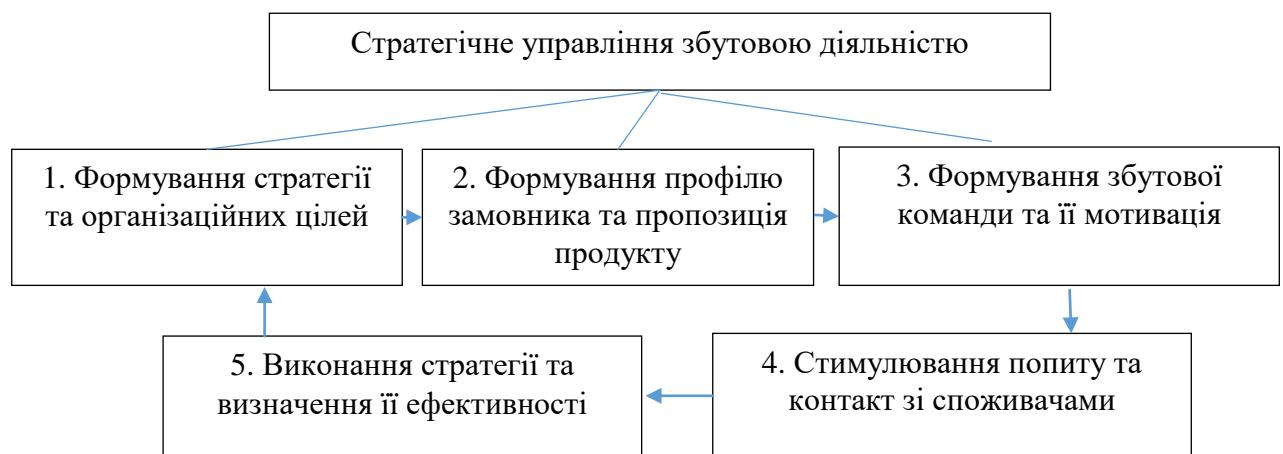 Стратегічне управління збутовою діяльністю
1. Формування стратегії
та організаційних цілей
2. Формування профілю
замовника та пропозиція
продукту
3. Формування збутової
команди та її мотивація
5. Виконання стратегії та
визначення її ефективності
4. Стимулювання попиту та
контакт зі споживачами